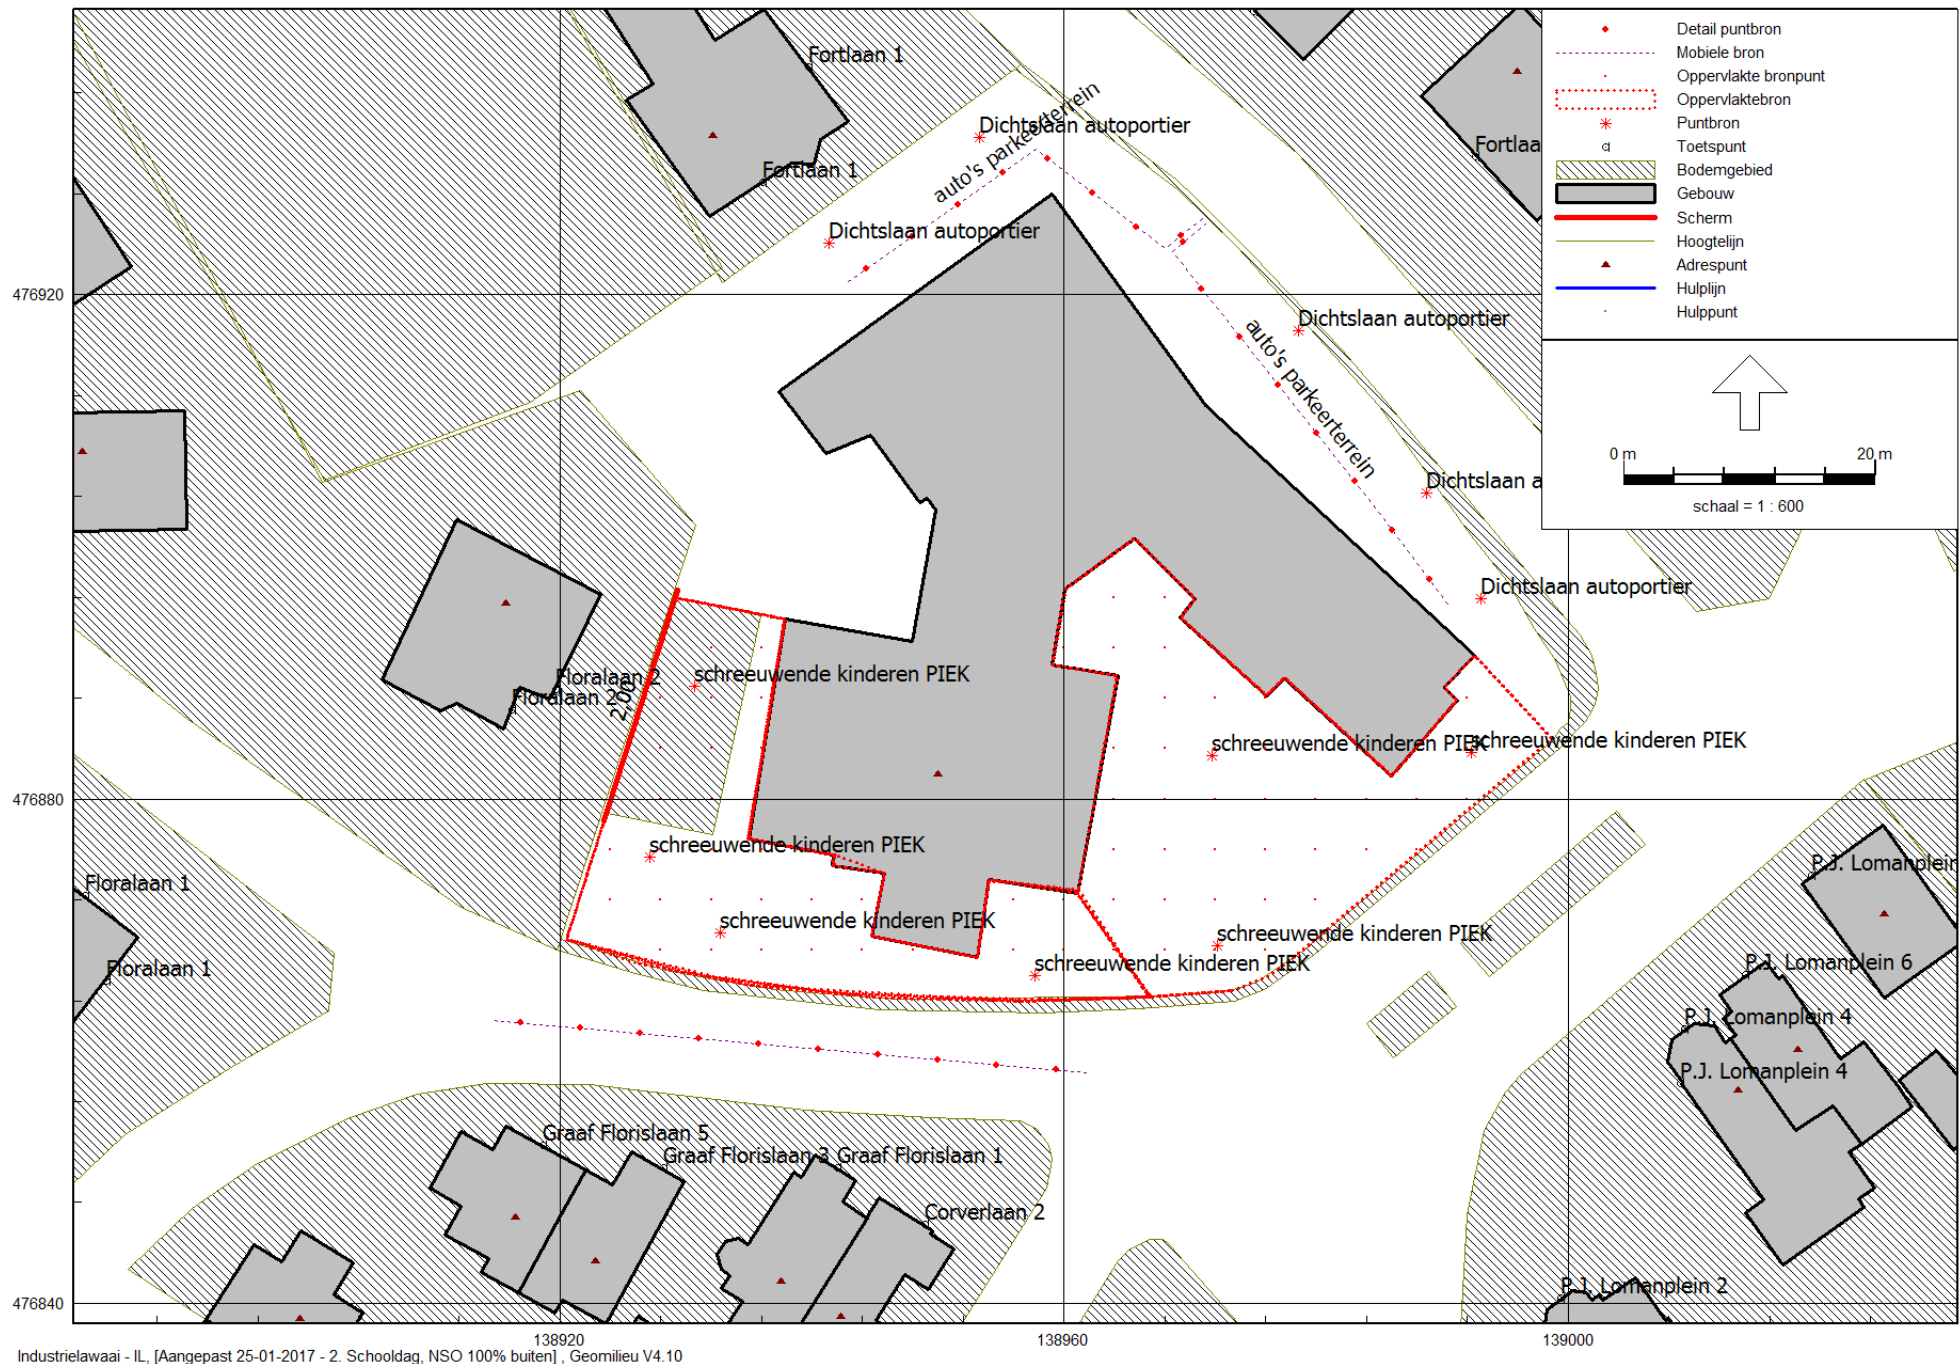 Detail puntbron
Mobiele bron
Oppervlakte bronpunt
Oppervlaktebron
Puntbron
Toetspunt
Bodemgebied
Gebouw
Scherm
Hoogtelijn
Adrespunt
Hulplijn
Hulppunt
0 m 20 m
schaal = 1 : 600
Fortlaan 1
Fortlaan 1
Fortlaa
Dichtslaan autoportier
auto's parkeerterrein
Dichtslaan autoportier
476920
Dichtslaan autoportier
auto's parkeerterrein
Dichtslaan a
Dichtslaan autoportier
Floralaan 2
Floralaan 2
2,00
schreeuwende kinderen PIEK
schreeuwende kinderen PIEK
schreeuwende kinderen PIEK
476880
schreeuwende kinderen PIEK
P.J. Lomanplein
Floralaan 1
schreeuwende kinderen PIEK
schreeuwende kinderen PIEK
schreeuwende kinderen PIEK
Floralaan 1
P.J. Lomanplein 6
P.J. Lomanplein 4
P.J. Lomanplein 4
Graaf Florislaan 5
Graaf Florislaan 3
Graaf Florislaan 1
Corverlaan 2
P.J. Lomanplein 2
476840
138920 138960 139000
Industrielawaai - IL, [Aangepast 25-01-2017 - 2. Schooldag, NSO 100% buiten] , Geomilieu V4.10